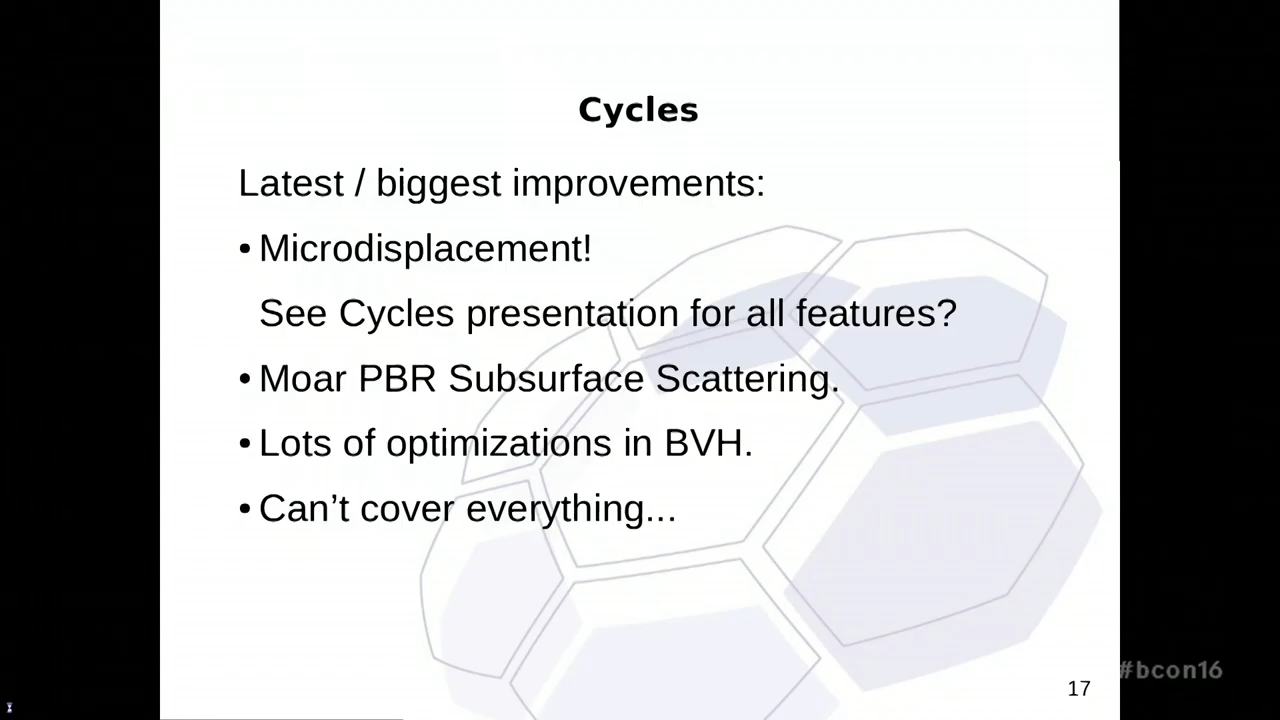 Cycles
Latest / biggest improvements:
• Microdisplacement!
See Cycles presentation for all features?
• Moar PBR Subsurface Scattering.
• Lots of optimizations in BVH.
• Can’t cover everything...
17
#bcon16